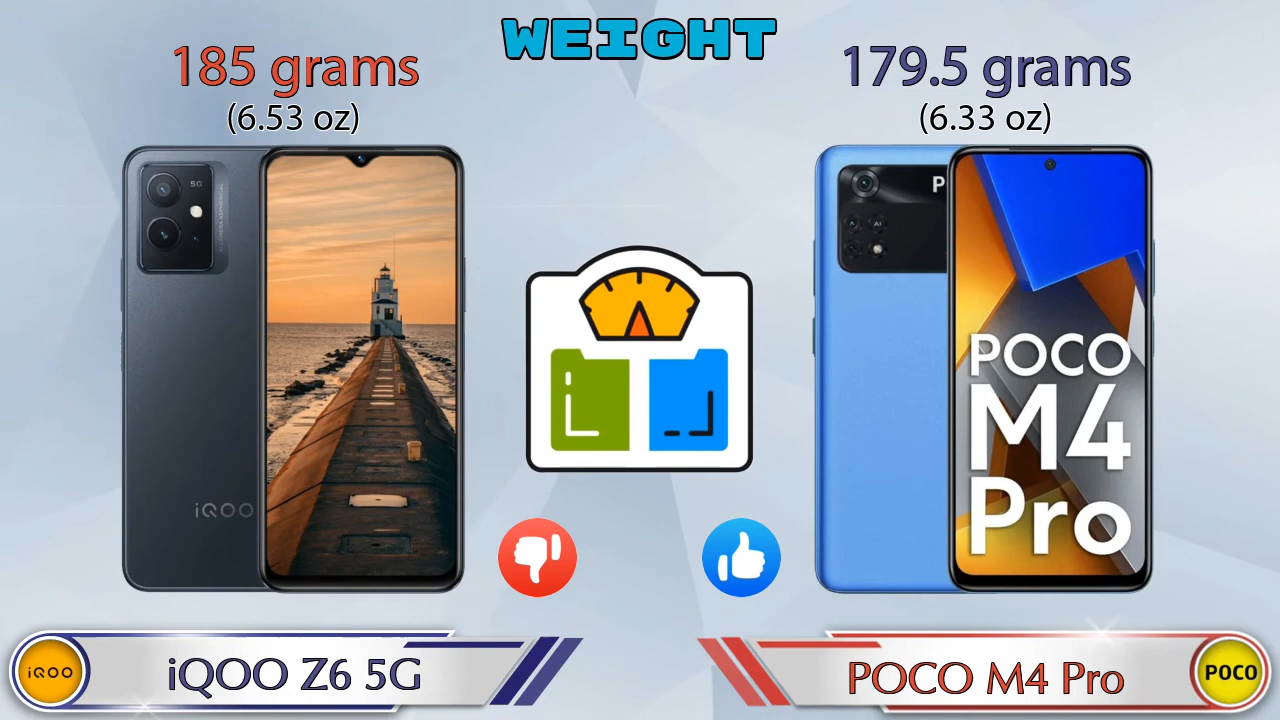 WEIGHT
185 grams
(6.53 oz)
179.5 grams
(6.33 oz)
5G
iQOO
P
AI
POCO
M4
Pro
iQOO
iQOO Z6 5G
POCO M4 Pro
POCO